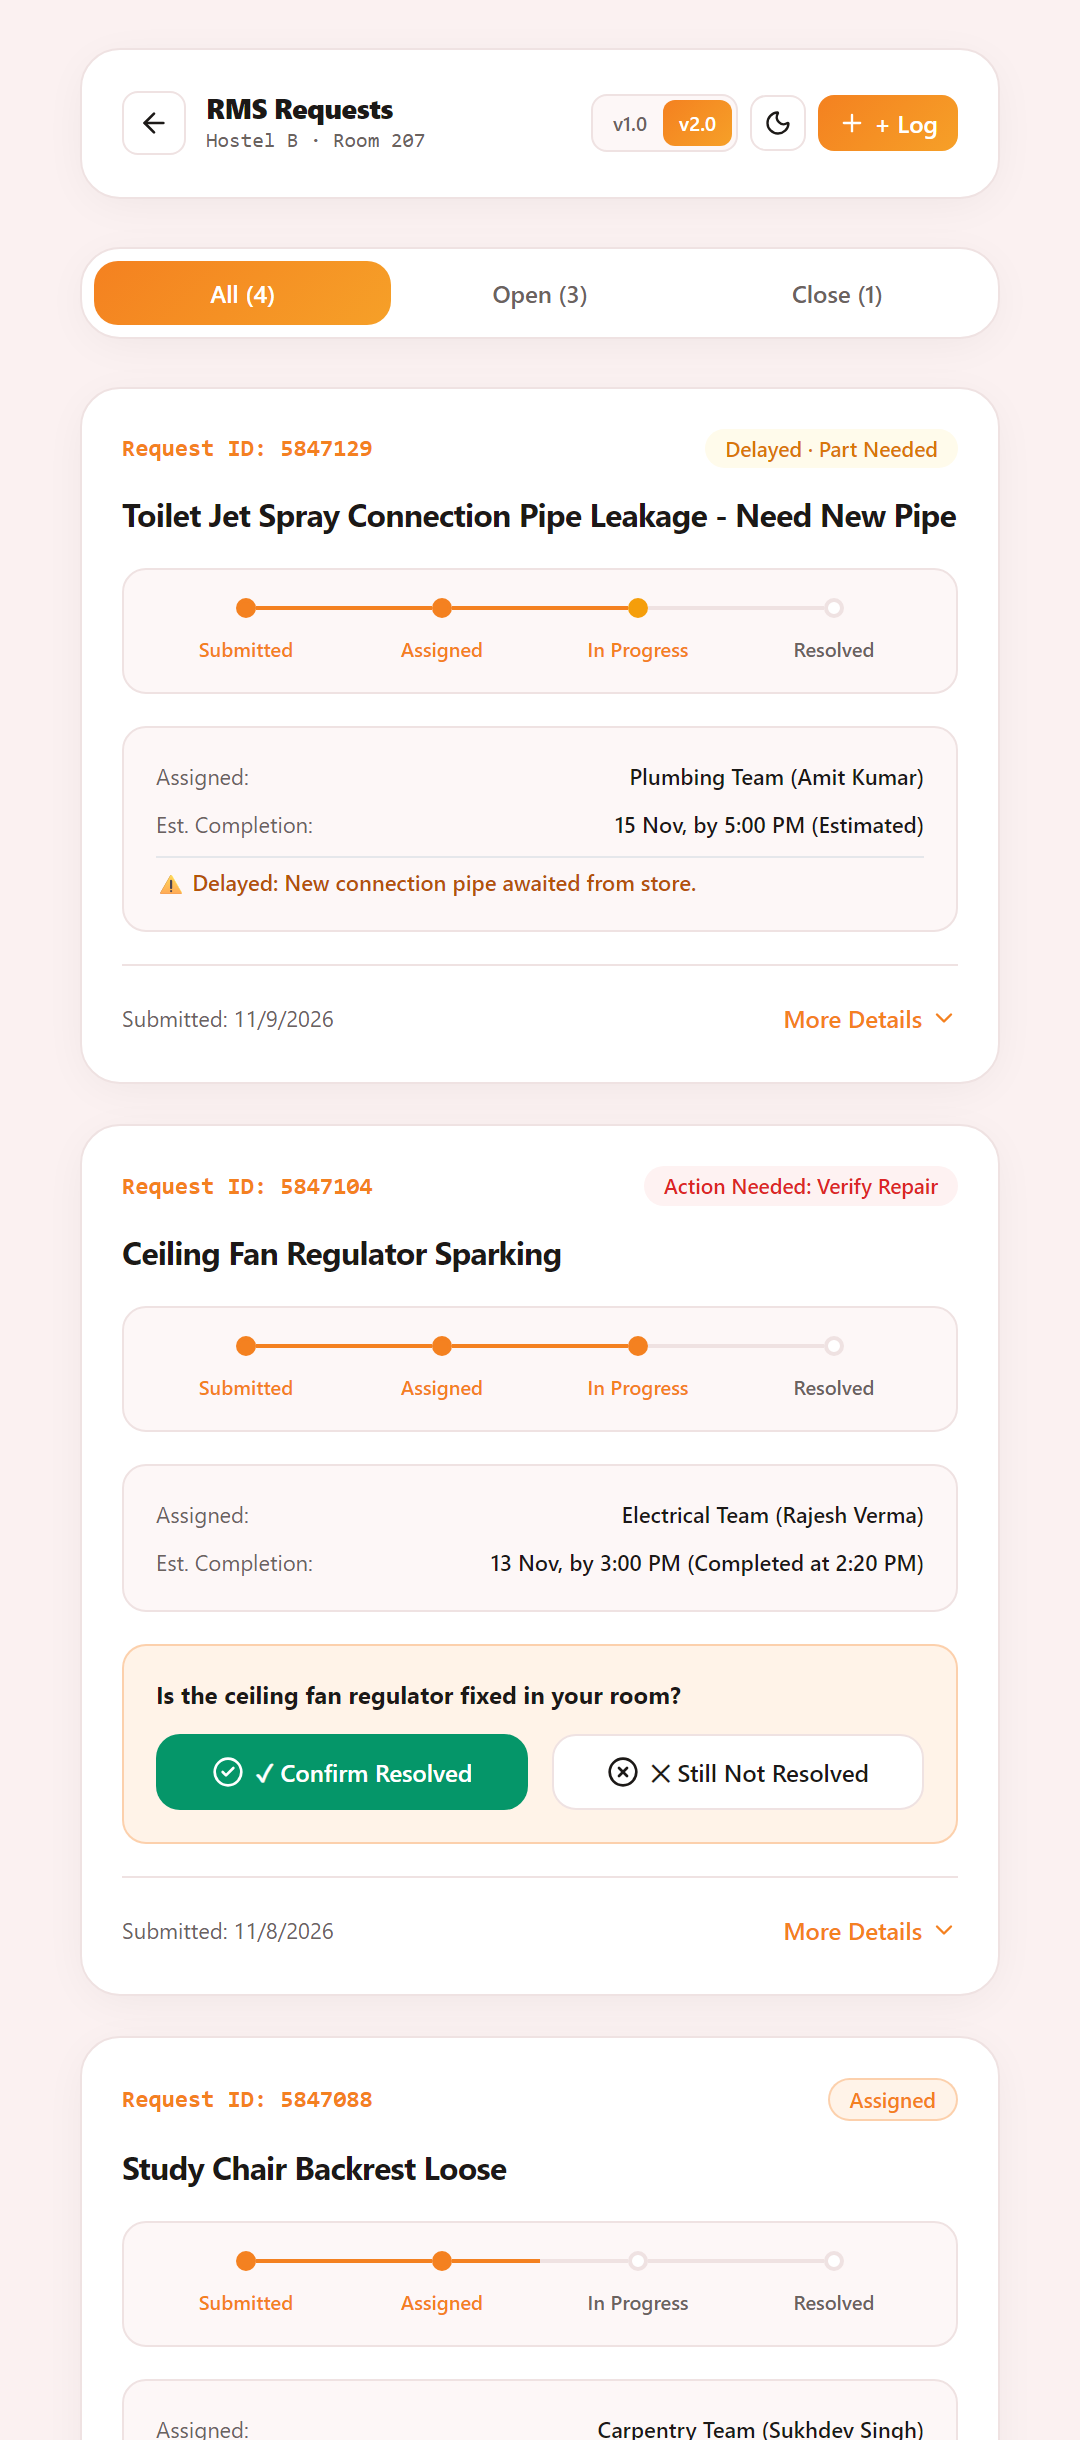 RMS Requests
Hostel B · Room 207
v1.0
v2.0
+ Log
All (4)
Open (3)
Close (1)
Request ID: 5847129
Delayed · Part Needed
Toilet Jet Spray Connection Pipe Leakage - Need New Pipe
Submitted
Assigned
In Progress
Resolved
Assigned:
Plumbing Team (Amit Kumar)
Est. Completion:
15 Nov, by 5:00 PM (Estimated)
⚠️ Delayed: New connection pipe awaited from store.
Submitted: 11/9/2026
More Details
Request ID: 5847104
Action Needed: Verify Repair
Ceiling Fan Regulator Sparking
Submitted
Assigned
In Progress
Resolved
Assigned:
Electrical Team (Rajesh Verma)
Est. Completion:
13 Nov, by 3:00 PM (Completed at 2:20 PM)
Is the ceiling fan regulator fixed in your room?
✓ Confirm Resolved
✕ Still Not Resolved
Submitted: 11/8/2026
More Details
Request ID: 5847088
Assigned
Study Chair Backrest Loose
Submitted
Assigned
In Progress
Resolved
Assigned:
Carpentry Team (Sukhdev Singh)